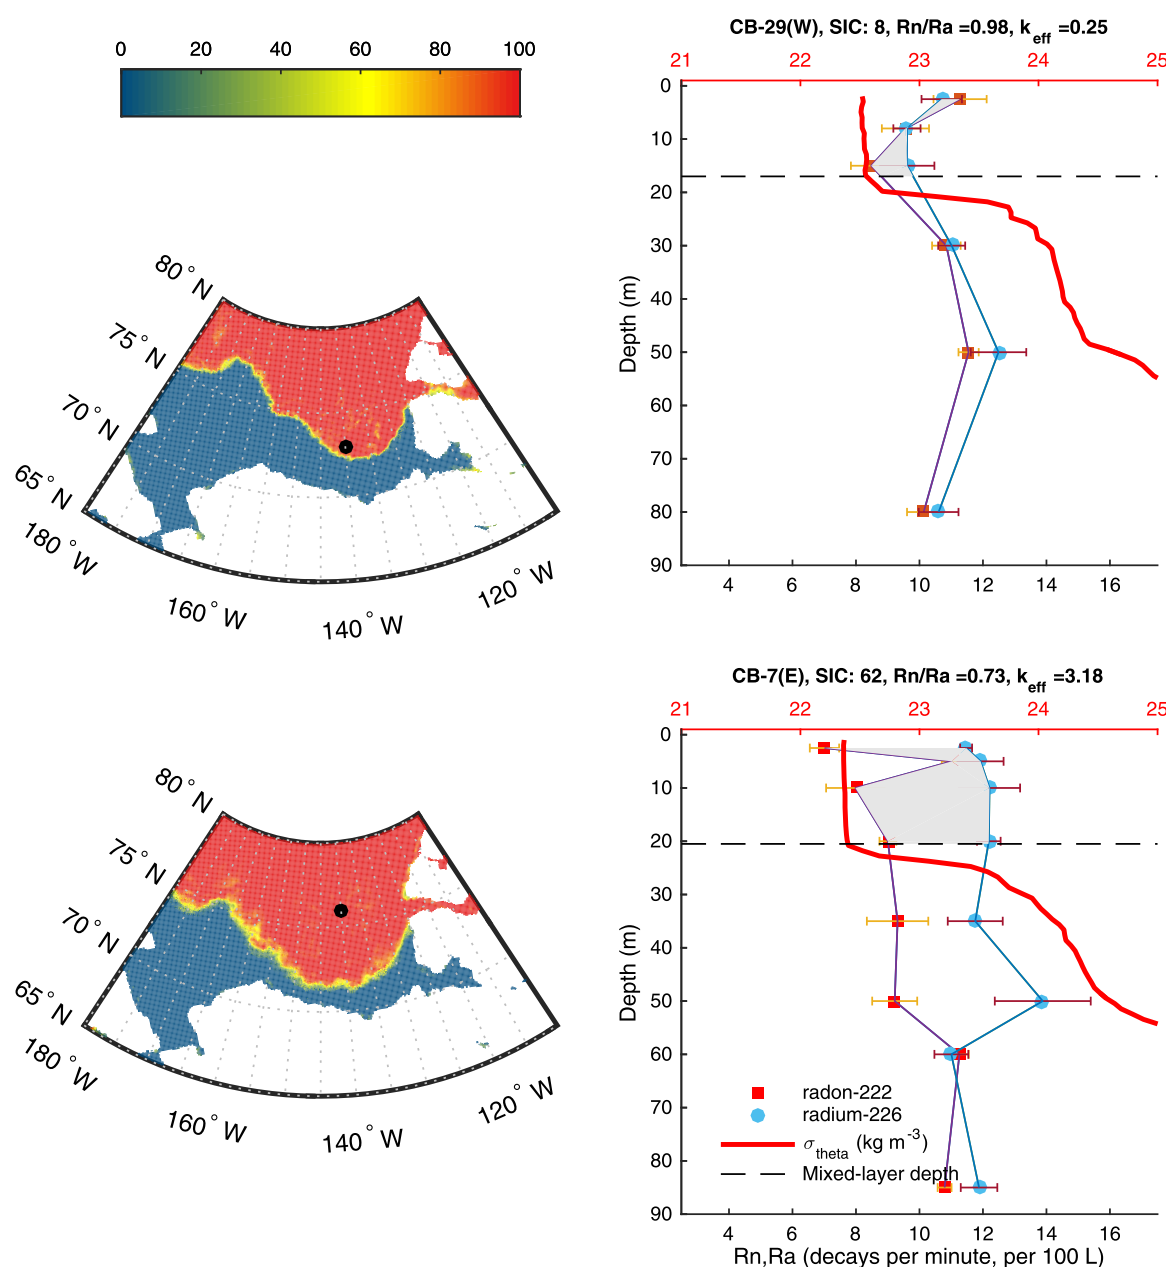 0 20 40 60 80 100
80°N
75°N
70°N
65°N
180°W
160°W
140°W
120°W
CB-29(W), SIC: 8, Rn/Ra =0.98, k_eff =0.25
21 22 23 24 25
0
10
20
30
40
50
60
70
80
90
Depth (m)
4 6 8 10 12 14 16
80°N
75°N
70°N
65°N
180°W
160°W
140°W
120°W
CB-7(E), SIC: 62, Rn/Ra =0.73, k_eff =3.18
21 22 23 24 25
0
10
20
30
40
50
60
70
80
90
Depth (m)
radon-222
radium-226
σ_theta (kg m⁻³)
Mixed-layer depth
4 6 8 10 12 14 16
Rn,Ra (decays per minute, per 100 L)